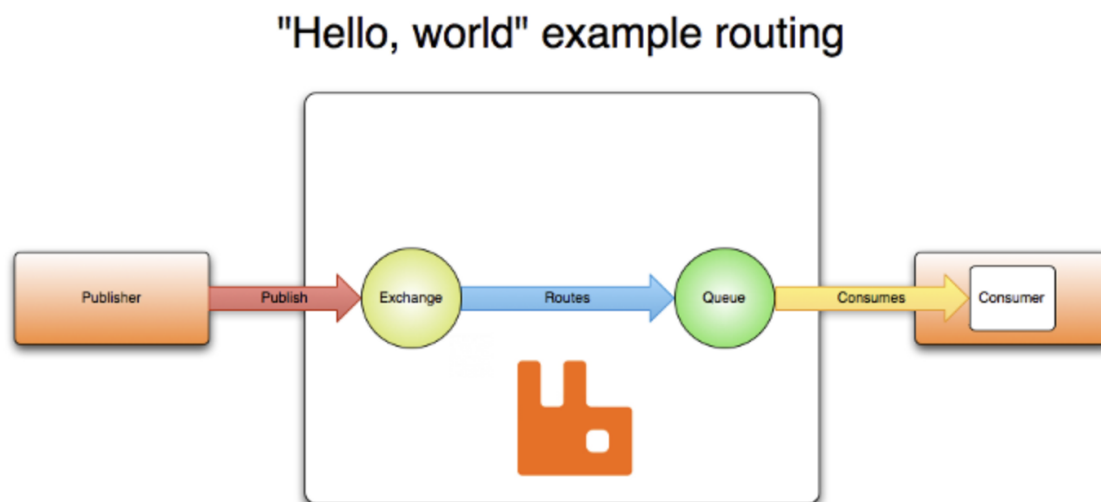 "Hello, world" example routing
Publisher
Publish
Exchange
Routes
Queue
Consumes
Consumer